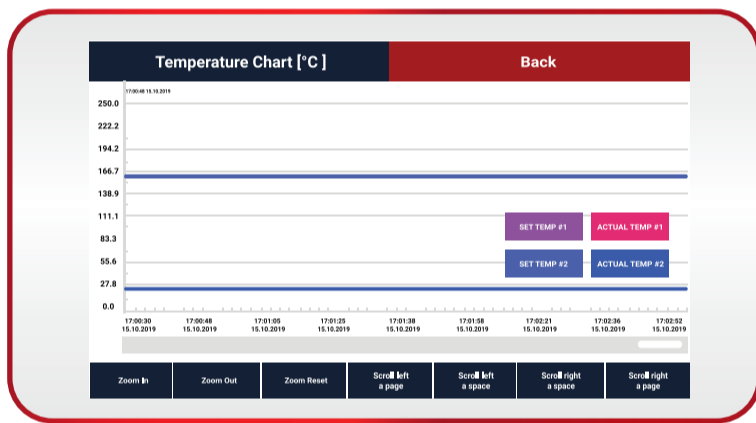 Temperature Chart [°C ]
Back
17:00:48 15.10.2019
250.0
222.2
194.2
166.7
138.9
111.1
83.3
55.6
27.8
0.0
SET TEMP #1
ACTUAL TEMP #1
SET TEMP #2
ACTUAL TEMP #2
17:00:30 17:00:48 17:01:05 17:01:25 17:01:38 17:01:58 17:02:21 17:02:36 17:02:52
15.10.2019 15.10.2019 15.10.2019 15.10.2019 15.10.2019 15.10.2019 15.10.2019 15.10.2019 15.10.2019
Zoom In
Zoom Out
Zoom Reset
Scroll left
a page
Scroll left
a space
Scroll right
a space
Scroll right
a page